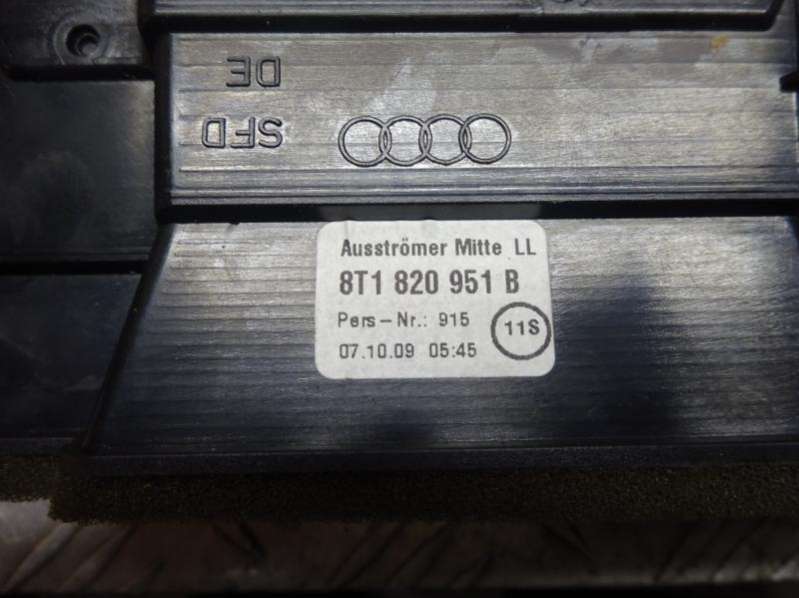 DE
SFD
Ausströmer Mitte LL
8T1 820 951 B
Pers-Nr.: 915
11S
07.10.09 05:45